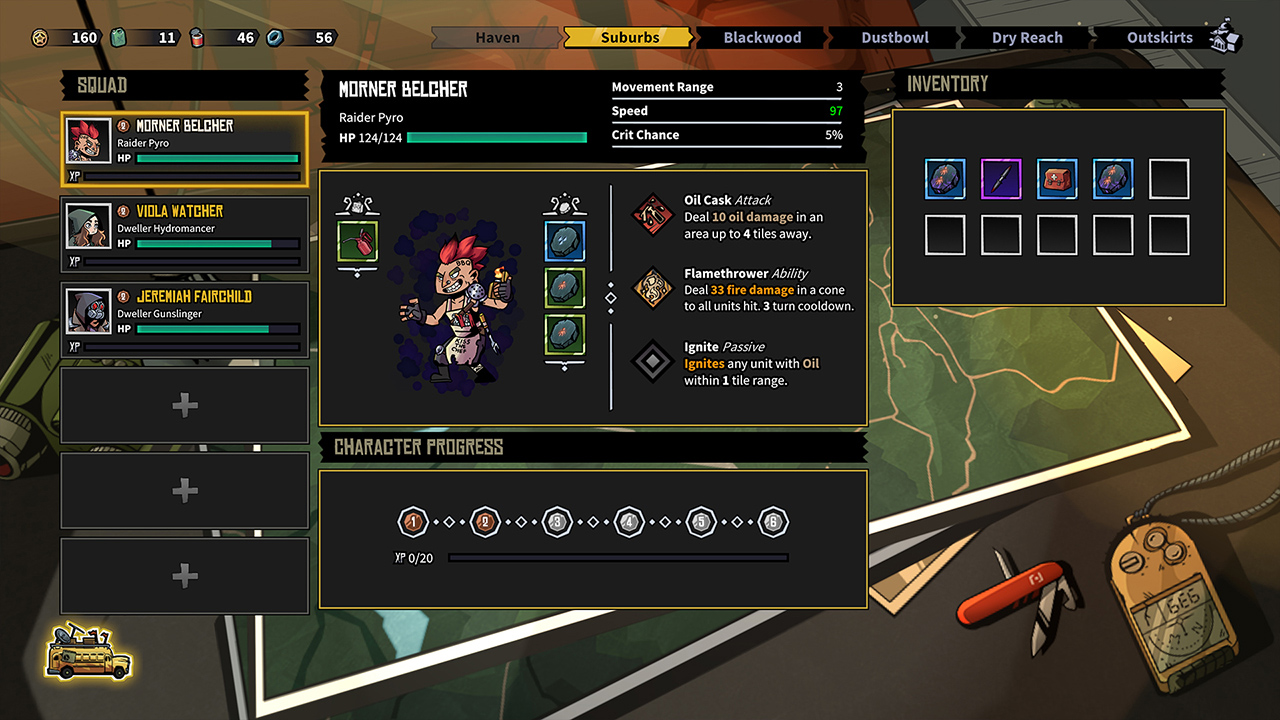 160 11 46 56
Haven Suburbs Blackwood Dustbowl Dry Reach Outskirts
SQUAD
2 MORNER BELCHER
Raider Pyro
HP
XP
2 VIOLA WATCHER
Dweller Hydromancer
HP
XP
2 JEREMIAH FAIRCHILD
Dweller Gunslinger
HP
XP
MORNER BELCHER
Raider Pyro
HP 124/124
Movement Range 3
Speed 97
Crit Chance 5%
BBQ
Oil Cask Attack
Deal 10 oil damage in an
area up to 4 tiles away.
Flamethrower Ability
Deal 33 fire damage in a cone
to all units hit. 3 turn cooldown.
Ignite Passive
Ignites any unit with Oil
within 1 tile range.
CHARACTER PROGRESS
1 2 3 4 5 6
XP 0/20
INVENTORY